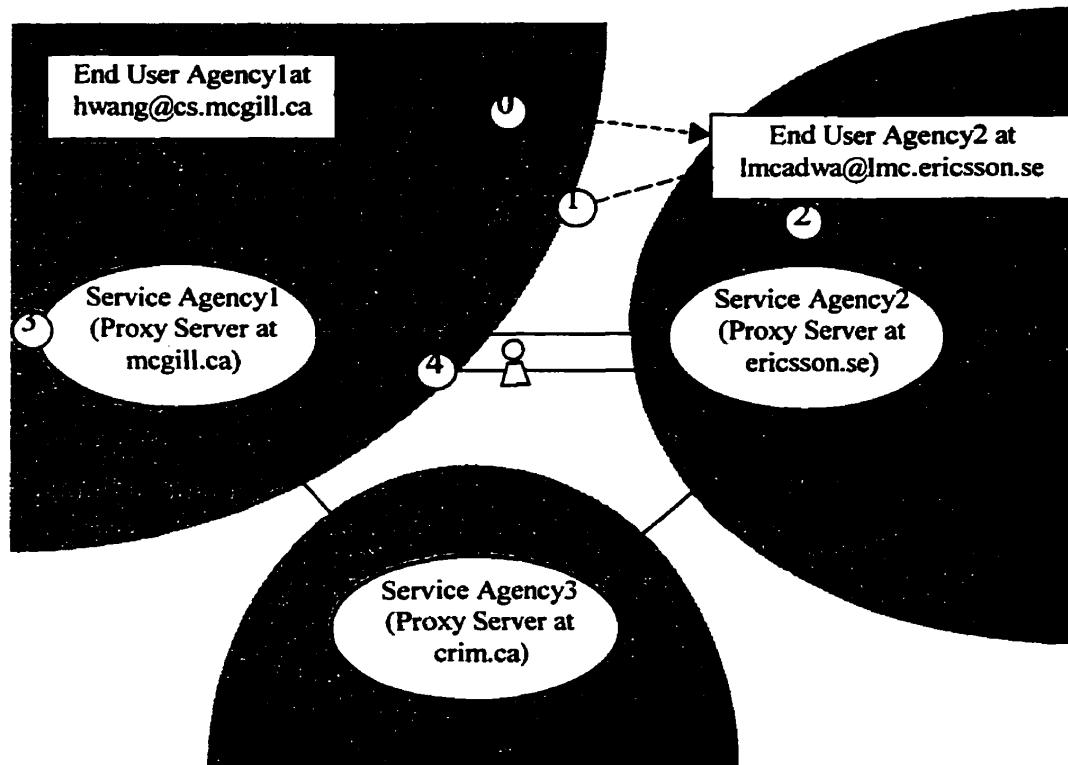 End User Agency1at
hwang@cs.mcgill.ca
0
End User Agency2 at
lmcadwa@lmc.ericsson.se
1
2
Service Agency1
(Proxy Server at
mcgill.ca)
Service Agency2
(Proxy Server at
ericsson.se)
4
Service Agency3
(Proxy Server at
crim.ca)